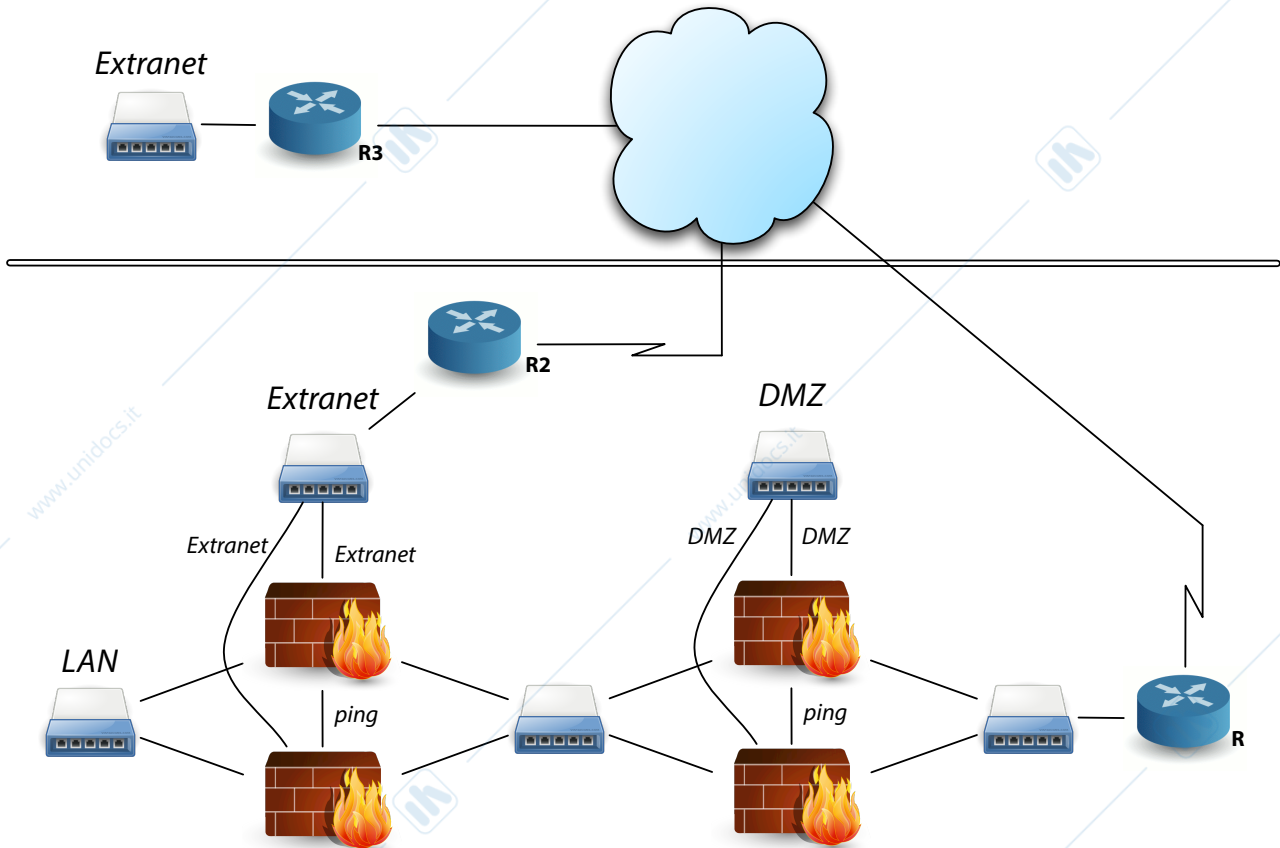 Extranet
R3
R2
Extranet
DMZ
www.unidocs.it
www.unidocs.it
Extranet
Extranet
DMZ
DMZ
LAN
ping
ping
R